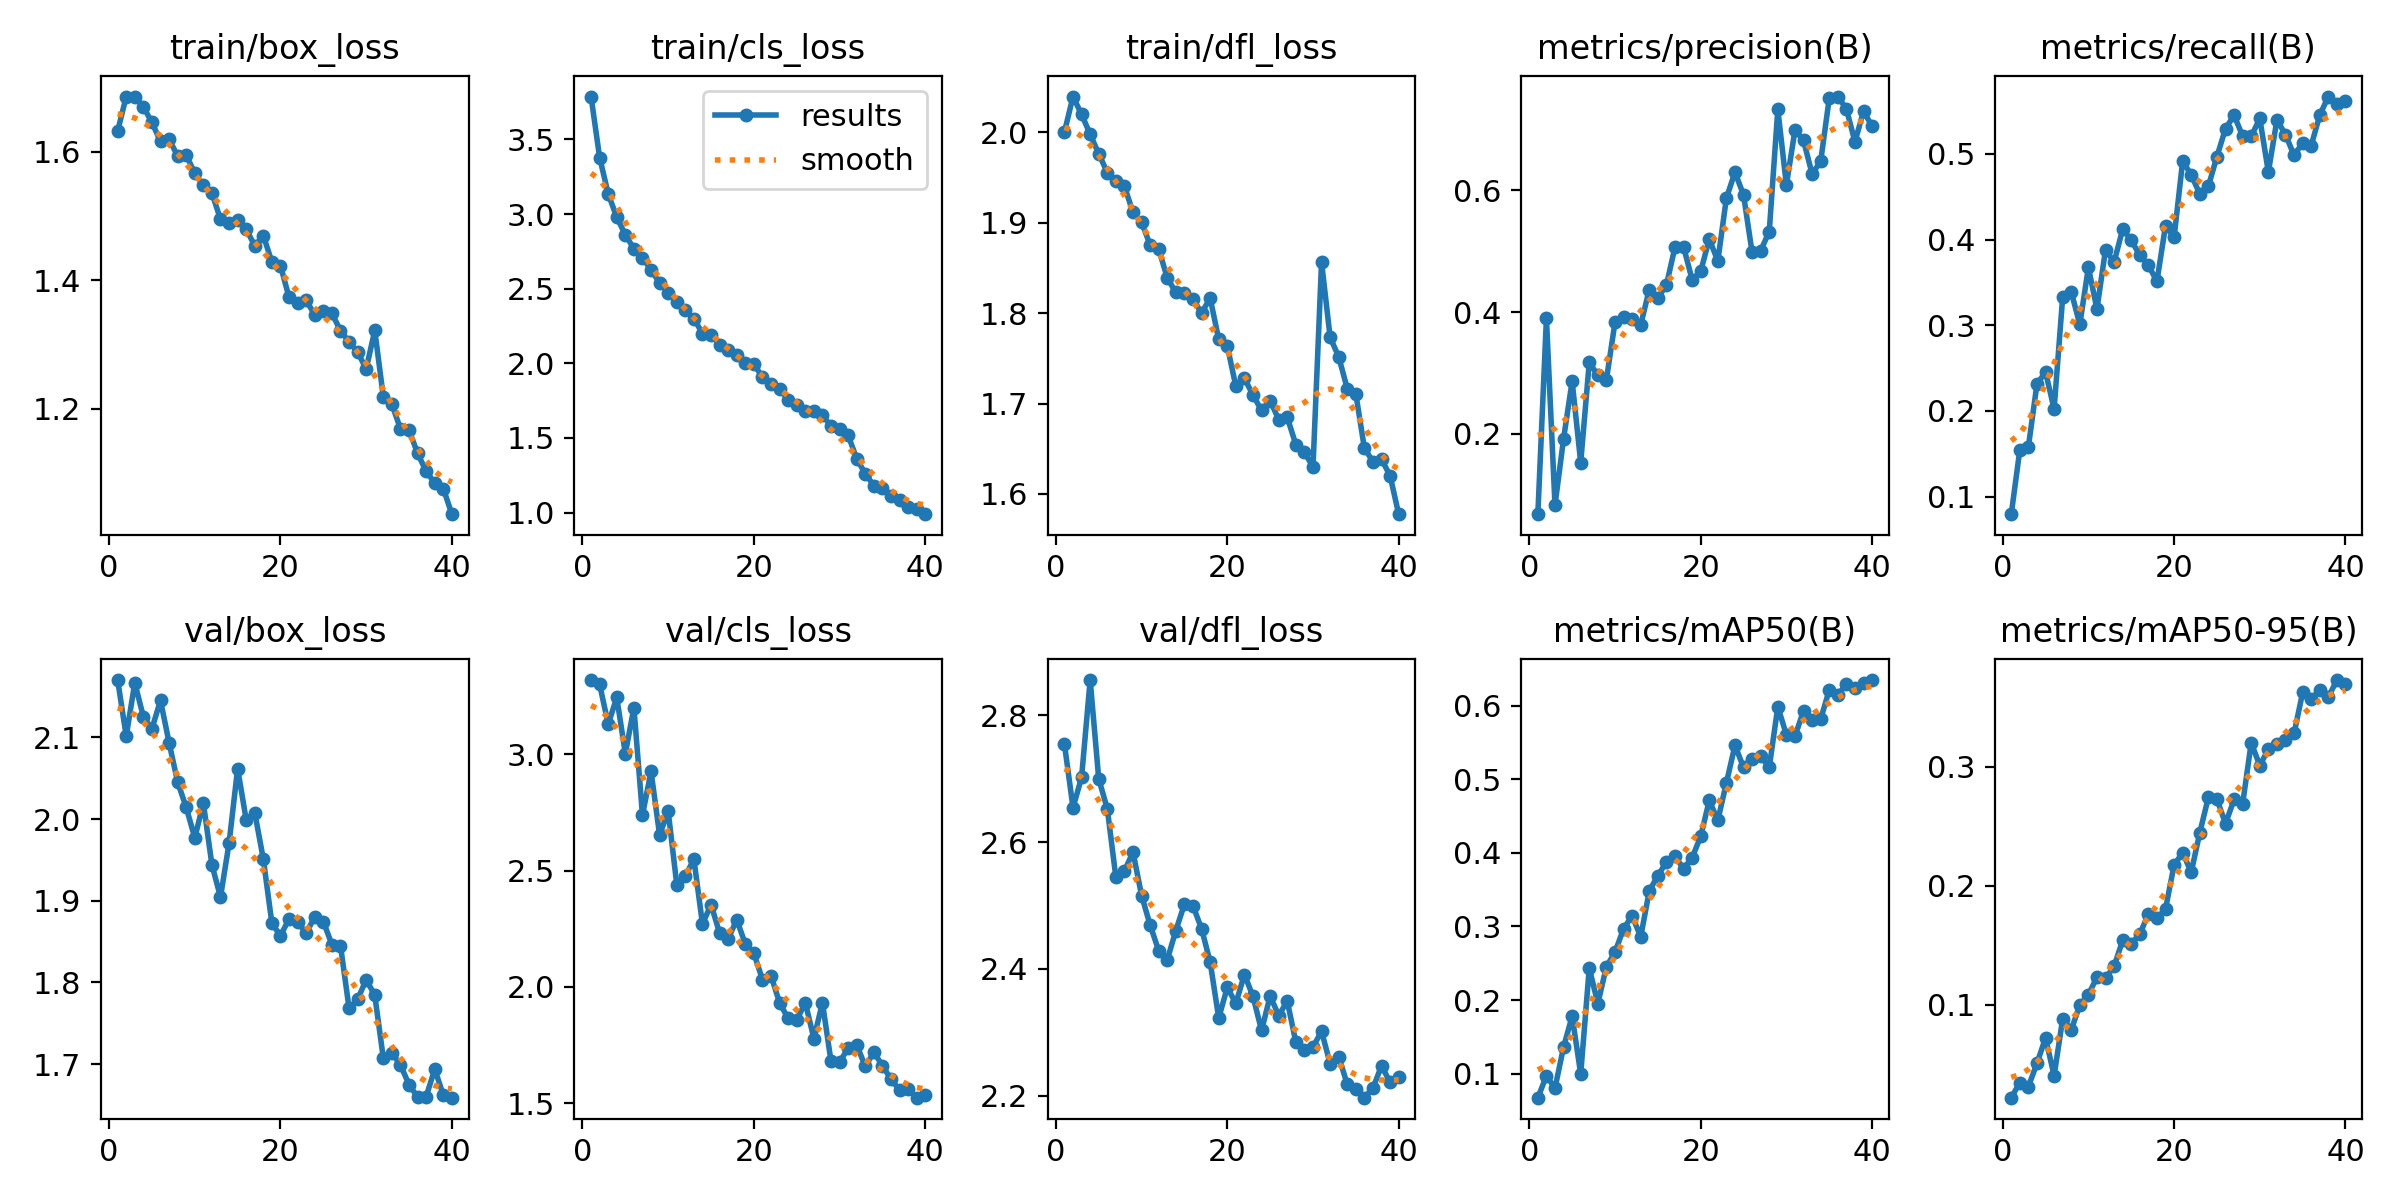 train/box_loss
train/cls_loss
train/dfl_loss
metrics/precision(B)
metrics/recall(B)
1.6
1.4
1.2
0 20 40
results
smooth
3.5
3.0
2.5
2.0
1.5
1.0
0 20 40
2.0
1.9
1.8
1.7
1.6
0 20 40
0.6
0.4
0.2
0 20 40
0.5
0.4
0.3
0.2
0.1
0 20 40
val/box_loss
val/cls_loss
val/dfl_loss
metrics/mAP50(B)
metrics/mAP50-95(B)
2.1
2.0
1.9
1.8
1.7
0 20 40
3.0
2.5
2.0
1.5
0 20 40
2.8
2.6
2.4
2.2
0 20 40
0.6
0.5
0.4
0.3
0.2
0.1
0 20 40
0.3
0.2
0.1
0 20 40